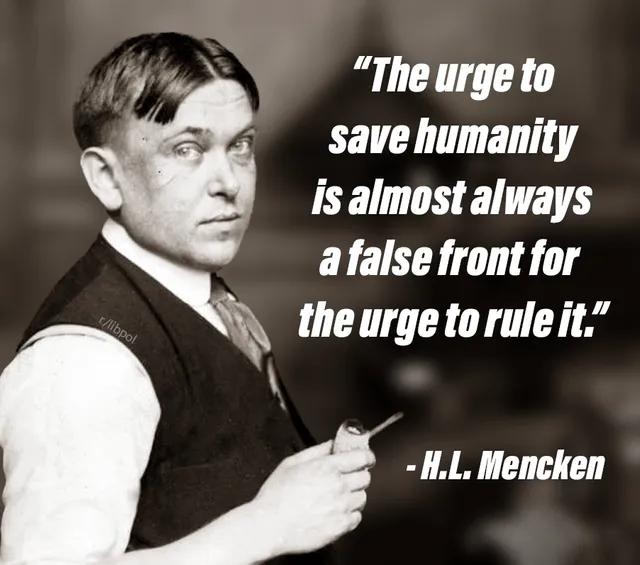 “The urge to
save humanity
is almost always
a false front for
the urge to rule it.”
r/libpol
- H.L. Mencken